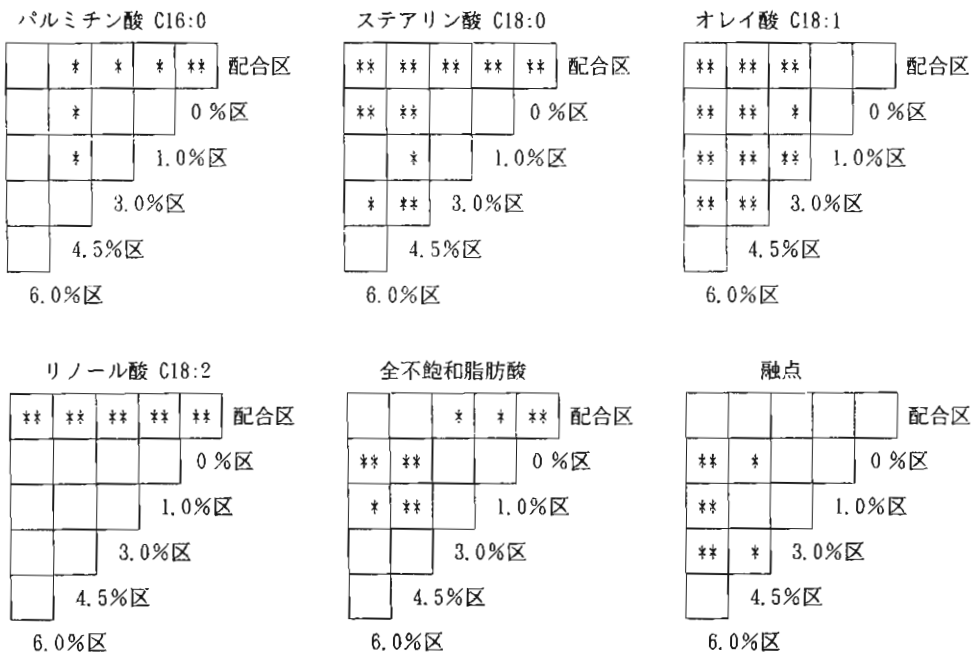 パルミチン酸 C16:0
* * * ** 配合区
* 0 %区
* 1.0%区
3.0%区
4.5%区
6.0%区
ステアリン酸 C18:0
** ** ** ** ** 配合区
** ** 0 %区
* 1.0%区
* ** 3.0%区
4.5%区
6.0%区
オレイ酸 C18:1
** ** ** 配合区
** ** * 0 %区
** ** ** 1.0%区
** ** 3.0%区
4.5%区
6.0%区
リノール酸 C18:2
** ** ** ** ** 配合区
0 %区
1.0%区
3.0%区
4.5%区
6.0%区
全不飽和脂肪酸
* * ** 配合区
** ** 0 %区
* ** 1.0%区
3.0%区
4.5%区
6.0%区
融点
配合区
** * 0 %区
** 1.0%区
** * 3.0%区
4.5%区
6.0%区